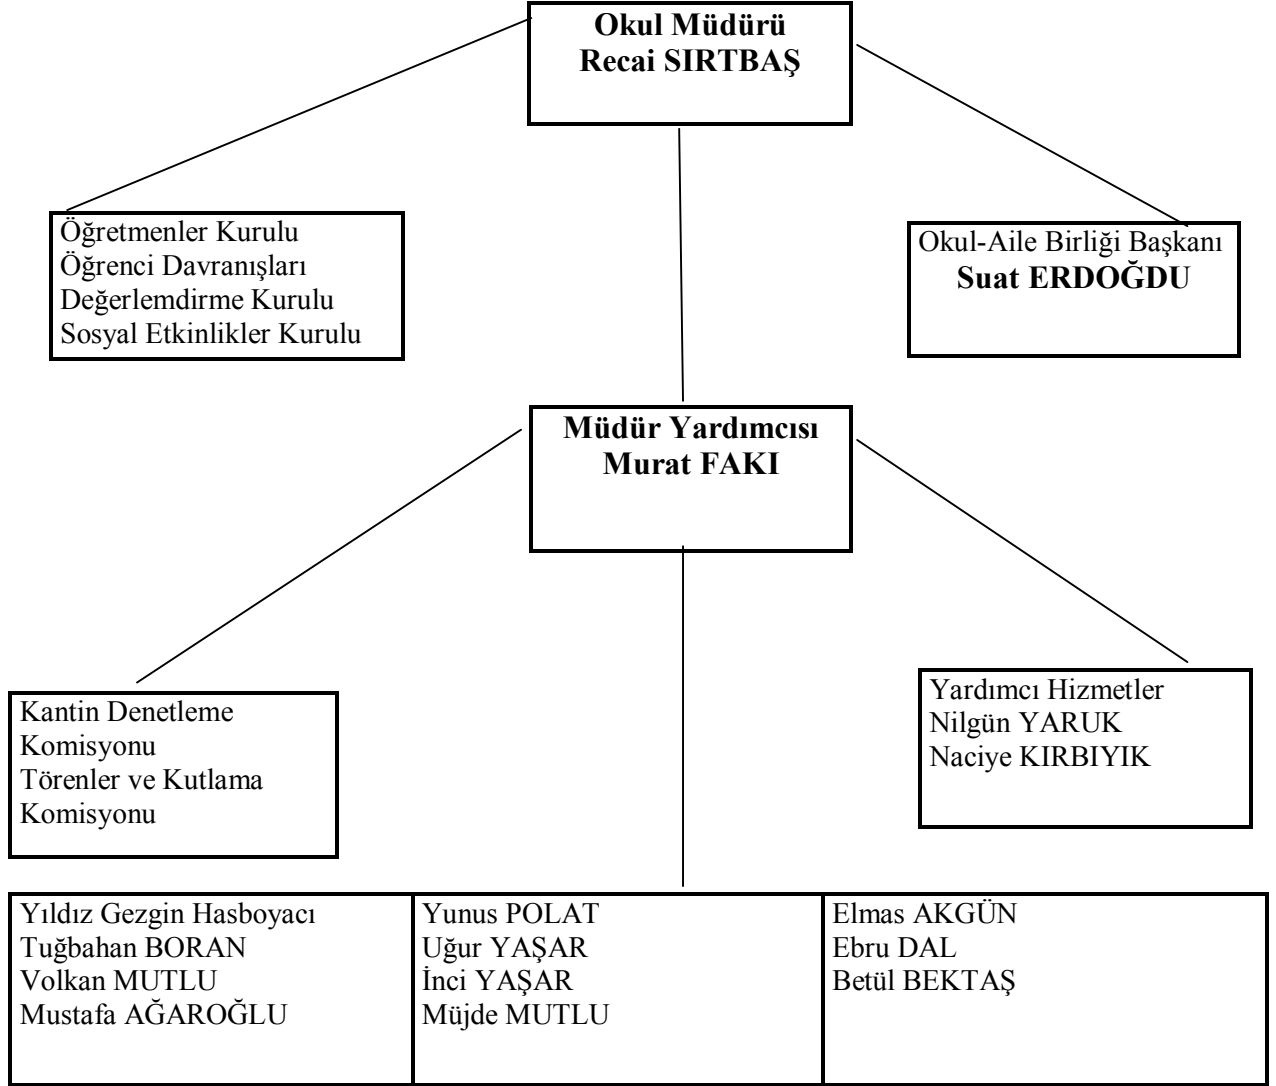 Okul Müdürü
Recai SIRTBAŞ
Öğretmenler Kurulu
Öğrenci Davranışları
Değerlemdirme Kurulu
Sosyal Etkinlikler Kurulu
Okul-Aile Birliği Başkanı
Suat ERDOĞDU
Müdür Yardımcısı
Murat FAKI
Kantin Denetleme
Komisyonu
Törenler ve Kutlama
Komisyonu
Yardımcı Hizmetler
Nilgün YARUK
Naciye KIRBIYIK
Yıldız Gezgin Hasboyacı
Tuğbahan BORAN
Volkan MUTLU
Mustafa AĞAROĞLU
Yunus POLAT
Uğur YAŞAR
İnci YAŞAR
Müjde MUTLU
Elmas AKGÜN
Ebru DAL
Betül BEKTAŞ